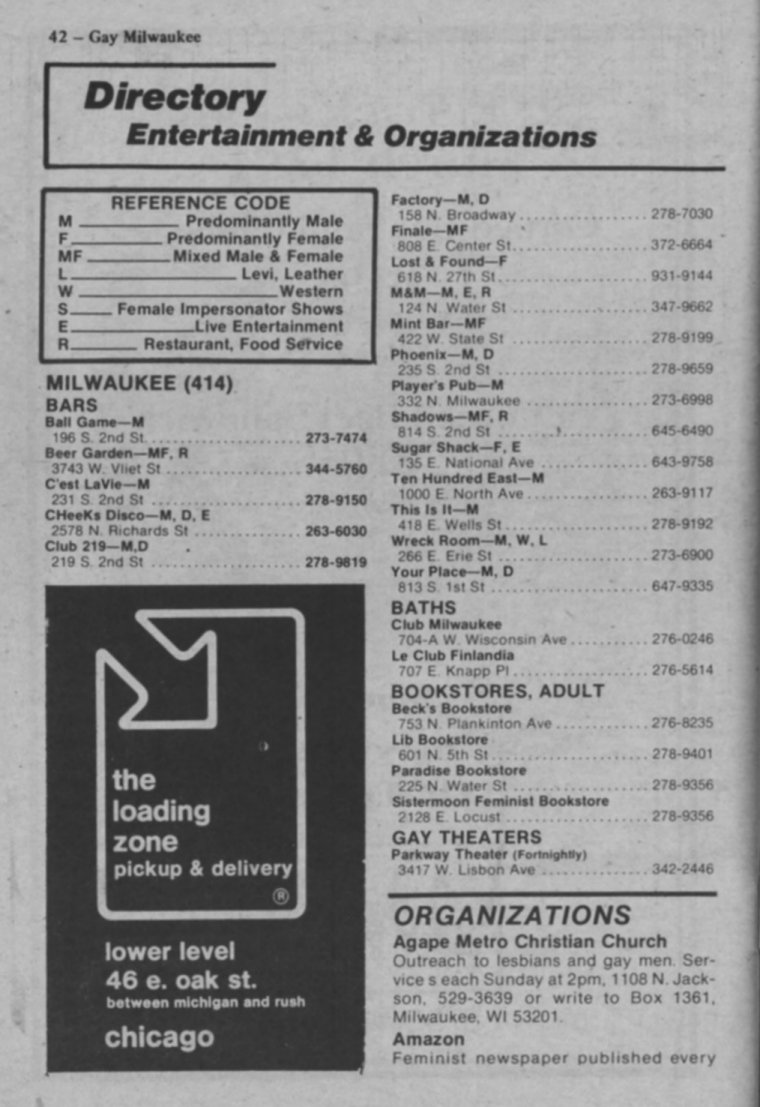 42 – Gay Milwaukee
Directory
Entertainment & Organizations
REFERENCE CODE
M ____________ Predominantly Male
F____________ Predominantly Female
MF ____________Mixed Male & Female
L____________ Levi, Leather
W ____________Western
S_____ Female Impersonator Shows
E____________Live Entertainment
R________ Restaurant, Food Service
MILWAUKEE (414)
BARS
Ball Game—M
196 S. 2nd St. .................... 273-7474
Beer Garden—MF, R
3743 W. Vliet St .................... 344-5760
C'est LaVie—M
231 S. 2nd St .................... 278-9150
CHeeKs Disco—M, D, E
2578 N. Richards St .................... 263-6030
Club 219—M,D
219 S. 2nd St .................... 278-9819
the
loading
zone
pickup & delivery
®
lower level
46 e. oak st.
between michigan and rush
chicago
Factory—M, D
158 N. Broadway .................... 278-7030
Finale—MF
808 E. Center St. .................... 372-6664
Lost & Found—F
618 N. 27th St. .................... 931-9144
M&M—M, E, R
124 N. Water St .................... 347-9662
Mint Bar—MF
422 W. State St .................... 278-9199
Phoenix—M, D
235 S. 2nd St .................... 278-9659
Player's Pub—M
332 N. Milwaukee .................... 273-6998
Shadows—MF, R
814 S. 2nd St .................... 645-6490
Sugar Shack—F, E
135 E. National Ave .................... 643-9758
Ten Hundred East—M
1000 E. North Ave .................... 263-9117
This Is It—M
418 E. Wells St .................... 278-9192
Wreck Room—M, W, L
266 E. Erie St .................... 273-6900
Your Place—M, D
813 S. 1st St .................... 647-9335
BATHS
Club Milwaukee
704-A W. Wisconsin Ave ............ 276-0246
Le Club Finlandia
707 E. Knapp Pl .................... 276-5614
BOOKSTORES, ADULT
Beck's Bookstore
753 N. Plankinton Ave .............. 276-8235
Lib Bookstore
601 N. 5th St .................... 278-9401
Paradise Bookstore
225 N. Water St .................... 278-9356
Sistermoon Feminist Bookstore
2128 E. Locust .................... 278-9356
GAY THEATERS
Parkway Theater (Fortnightly)
3417 W. Lisbon Ave ................ 342-2446
ORGANIZATIONS
Agape Metro Christian Church
Outreach to lesbians and gay men. Ser-
vice s each Sunday at 2pm, 1108 N. Jack-
son, 529-3639 or write to Box 1361,
Milwaukee, WI 53201.
Amazon
Feminist newspaper published every